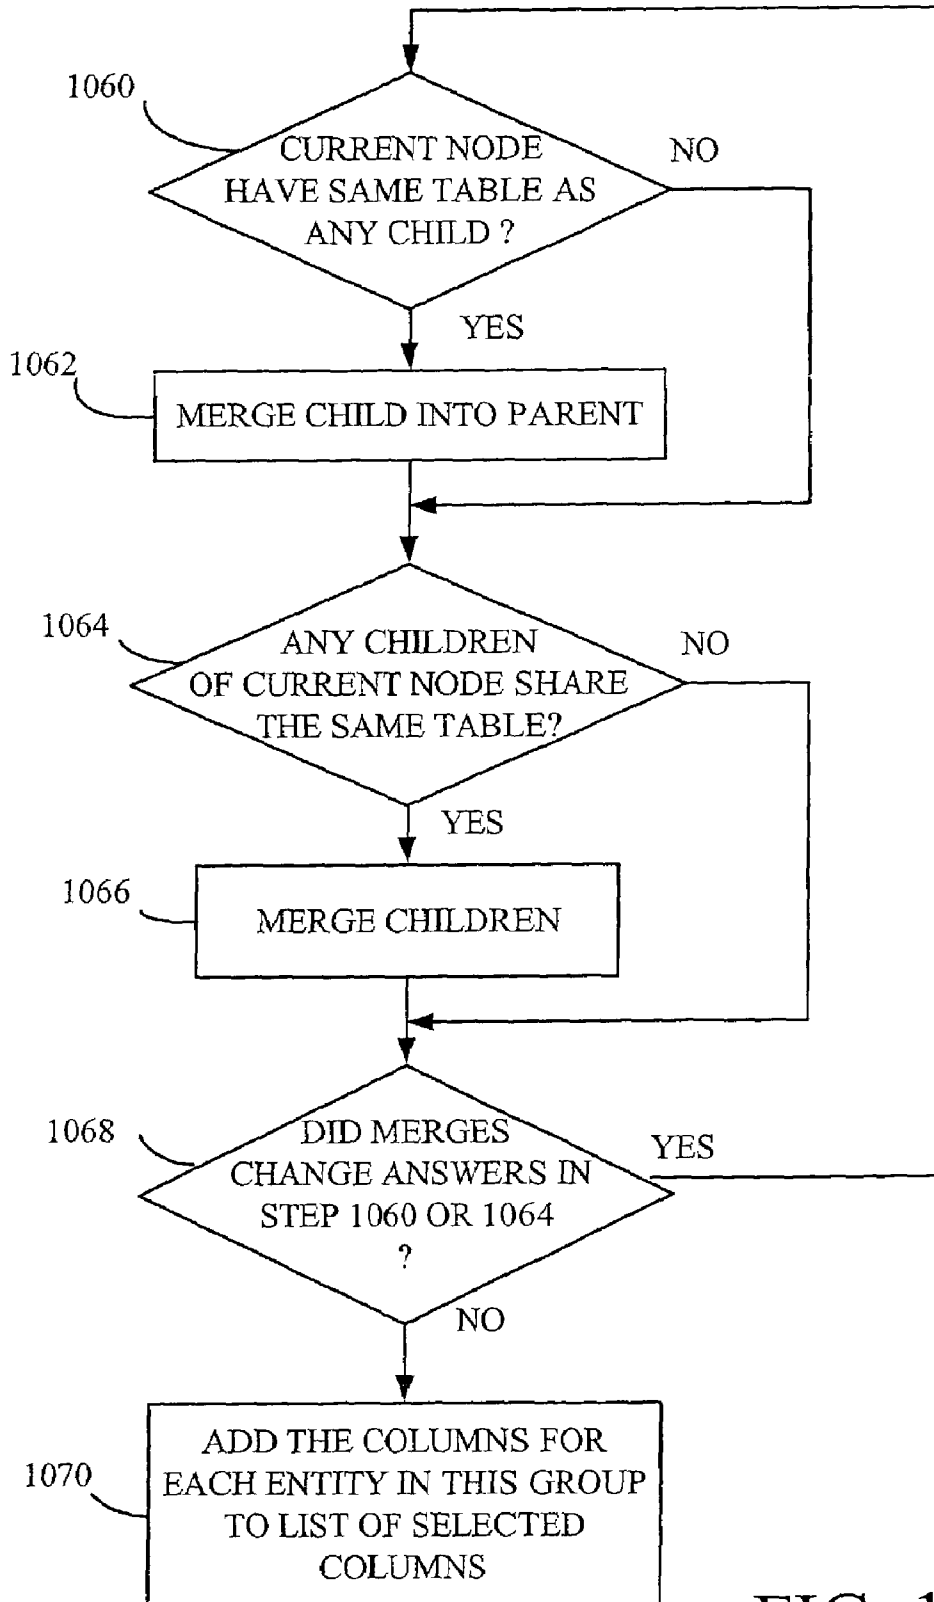 1060
CURRENT NODE
HAVE SAME TABLE AS
ANY CHILD ?
NO
YES
1062
MERGE CHILD INTO PARENT
1064
ANY CHILDREN
OF CURRENT NODE SHARE
THE SAME TABLE?
NO
YES
1066
MERGE CHILDREN
1068
DID MERGES
CHANGE ANSWERS IN
STEP 1060 OR 1064
?
YES
NO
1070
ADD THE COLUMNS FOR
EACH ENTITY IN THIS GROUP
TO LIST OF SELECTED
COLUMNS